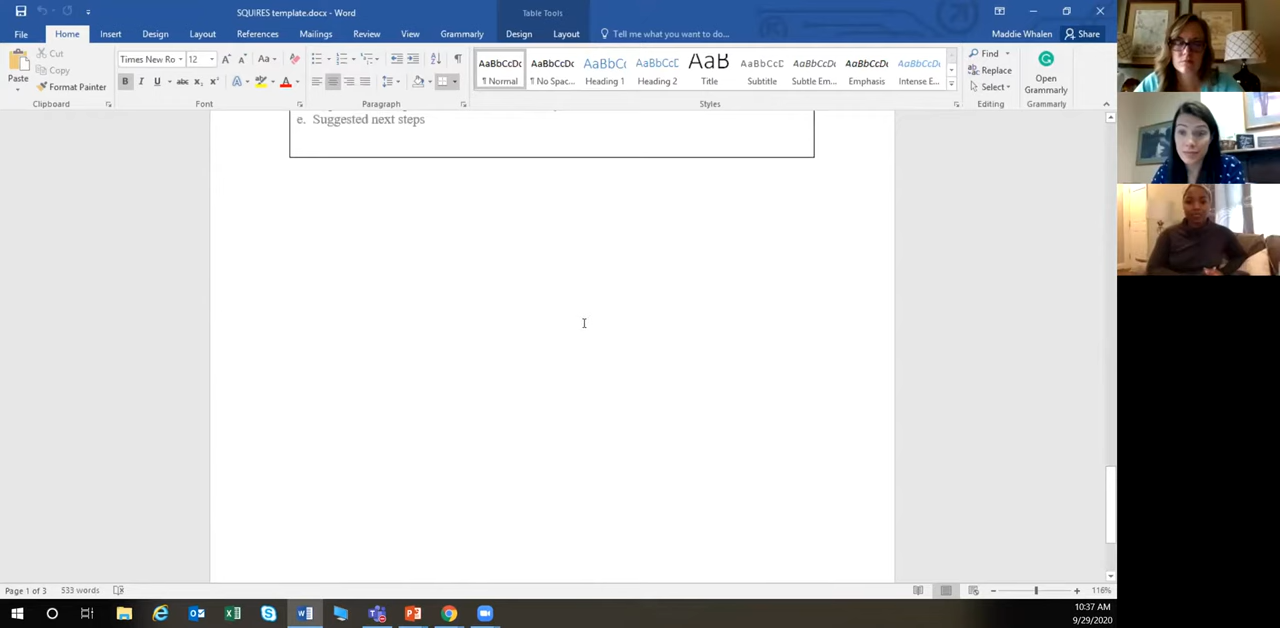 SQUIRES template.docx - Word
Table Tools
File
Home
Insert
Design
Layout
References
Mailings
Review
View
Grammarly
Design
Layout
Tell me what you want to do...
Maddie Whalen
Share
Paste
Cut
Copy
Format Painter
Clipboard
Times New Ro
12
Font
Paragraph
AaBbCcDc
¶ Normal
AaBbCcDc
¶ No Spac...
AaBbCc
Heading 1
AaBbCcD
Heading 2
AaB
Title
AaBbCcD
Subtitle
AaBbCcDc
Subtle Em...
AaBbCcDc
Emphasis
AaBbCcDc
Intense E...
Styles
Find
Replace
Select
Editing
Open
Grammarly
Grammarly
e. Suggested next steps
Page 1 of 3
533 words
116%
10:37 AM
9/29/2020